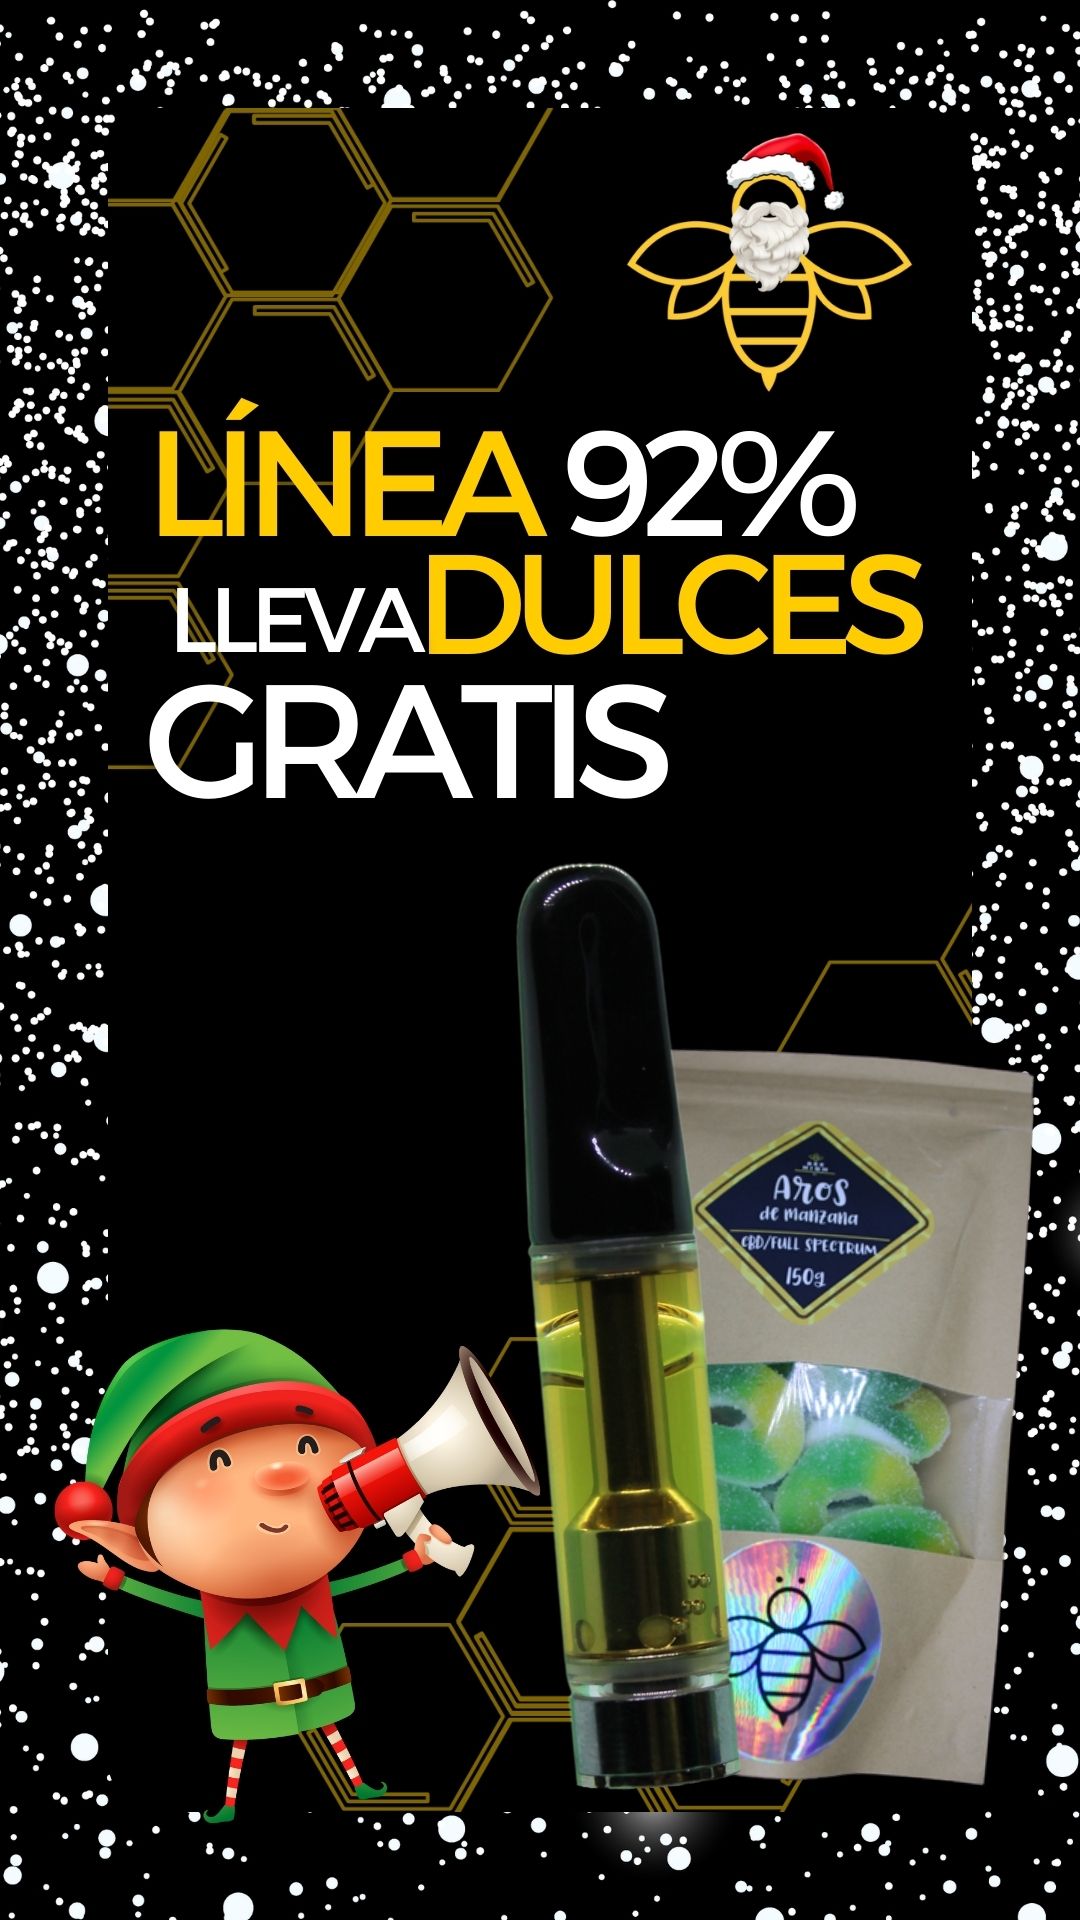 LÍNEA 92%
LLEVA DULCES
GRATIS
Aros
de manzana
CBD/FULL SPECTRUM
150g